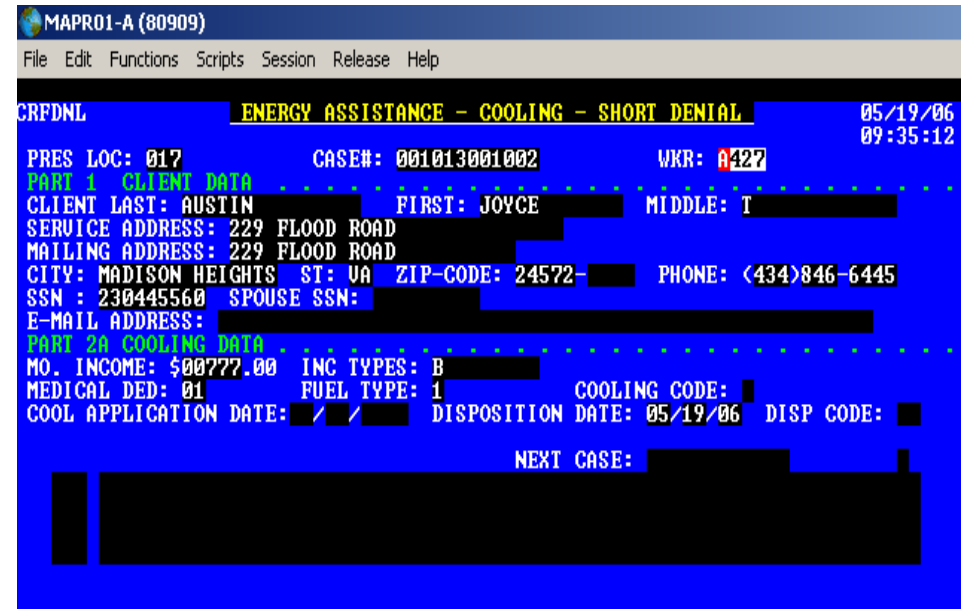 MAPR01-A (80909)
File Edit Functions Scripts Session Release Help
CRFDNL ENERGY ASSISTANCE - COOLING - SHORT DENIAL 05/19/06
09:35:12
PRES LOC: 017 CASE#: 001013001002 WKR: A427
PART 1 CLIENT DATA . . . . . . . . . . . . . . . . . . . . . . . . . . . . . . . . . . . . . .
CLIENT LAST: AUSTIN FIRST: JOYCE MIDDLE: T
SERVICE ADDRESS: 229 FLOOD ROAD
MAILING ADDRESS: 229 FLOOD ROAD
CITY: MADISON HEIGHTS ST: VA ZIP-CODE: 24572- PHONE: (434)846-6445
SSN : 230445560 SPOUSE SSN:
E-MAIL ADDRESS:
PART 2A COOLING DATA . . . . . . . . . . . . . . . . . . . . . . . . . . . . . . . . . . . . . .
MO. INCOME: $00777.00 INC TYPES: B
MEDICAL DED: 01 FUEL TYPE: 1 COOLING CODE:
COOL APPLICATION DATE: / / DISPOSITION DATE: 05/19/06 DISP CODE:
NEXT CASE: